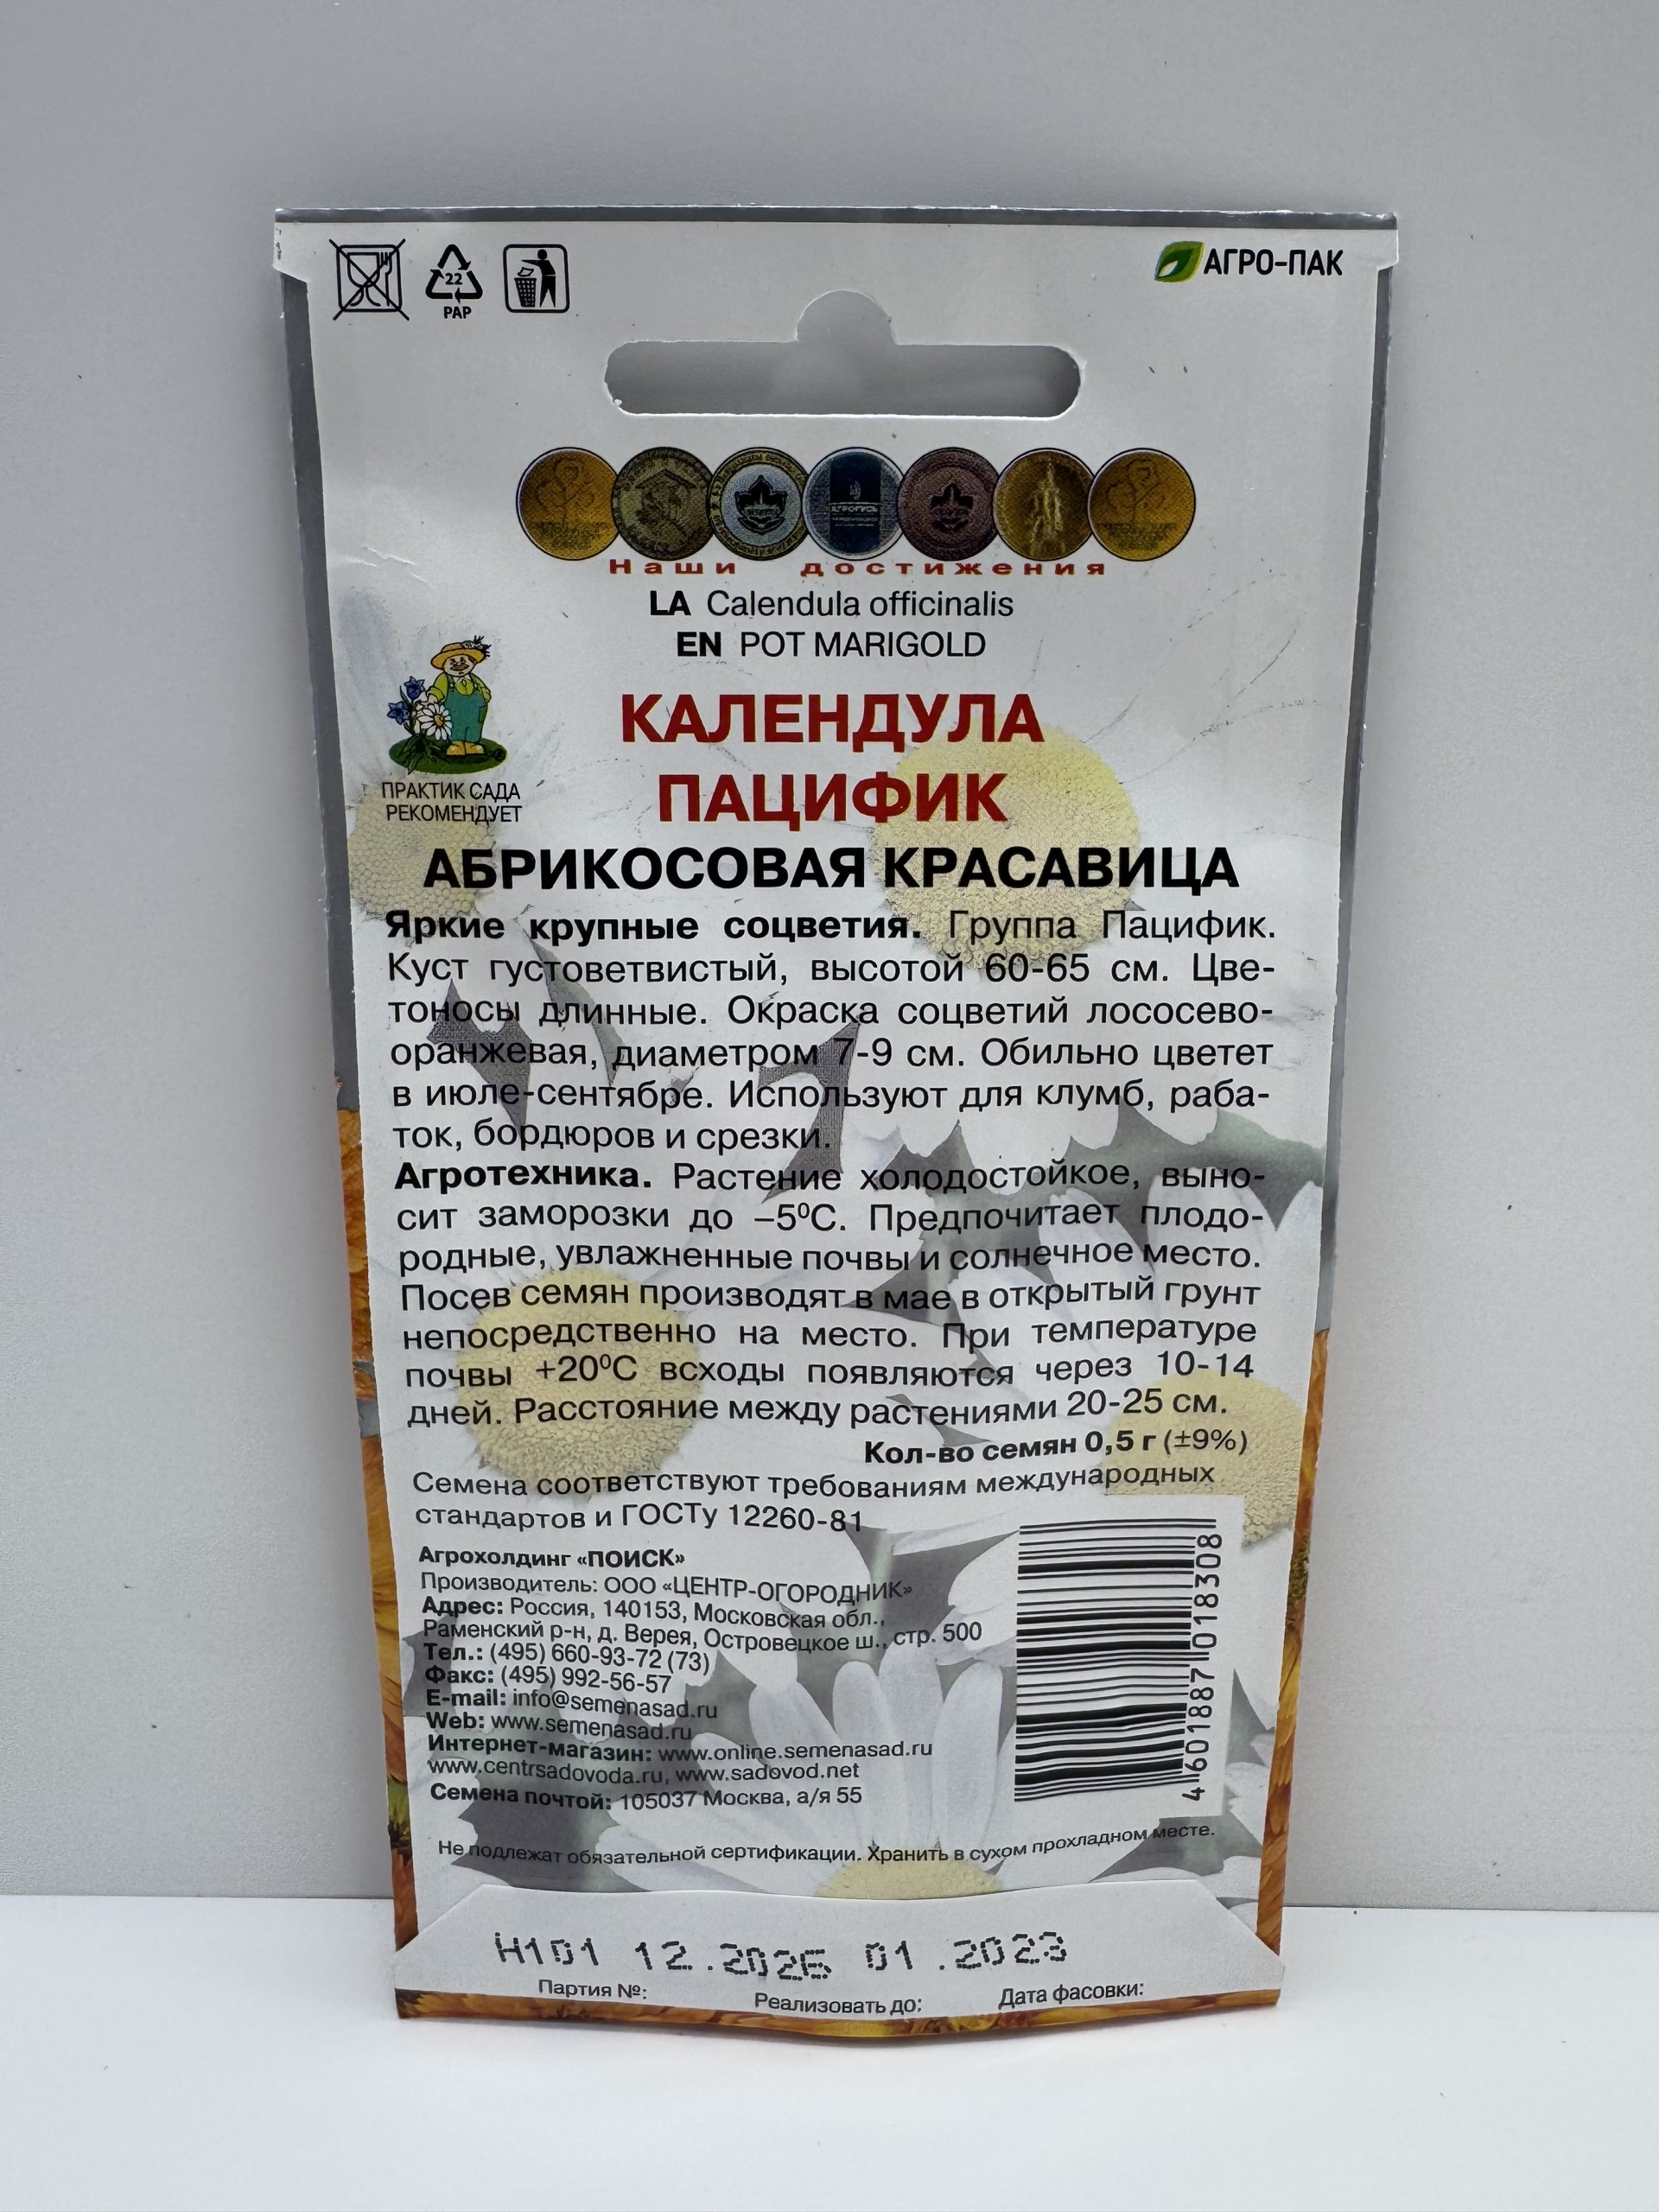 22
PAP
АГРО-ПАК
Наши достижения
LA Calendula officinalis
EN POT MARIGOLD
ПРАКТИК САДА
РЕКОМЕНДУЕТ
КАЛЕНДУЛА
ПАЦИФИК
АБРИКОСОВАЯ КРАСАВИЦА
Яркие крупные соцветия. Группа Пацифик.
Куст густоветвистый, высотой 60-65 см. Цве-
тоносы длинные. Окраска соцветий лососево-
оранжевая, диаметром 7-9 см. Обильно цветет
в июле-сентябре. Используют для клумб, раба-
ток, бордюров и срезки.
Агротехника. Растение холодостойкое, выно-
сит заморозки до –5⁰С. Предпочитает плодо-
родные, увлажненные почвы и солнечное место.
Посев семян производят в мае в открытый грунт
непосредственно на место. При температуре
почвы +20⁰С всходы появляются через 10-14
дней. Расстояние между растениями 20-25 см.
Кол-во семян 0,5 г (±9%)
Семена соответствуют требованиям международных
стандартов и ГОСТу 12260-81
Агрохолдинг «ПОИСК»
Производитель: ООО «ЦЕНТР-ОГОРОДНИК»
Адрес: Россия, 140153, Московская обл.,
Раменский р-н, д. Верея, Островецкое ш., стр. 500
Тел.: (495) 660-93-72 (73)
Факс: (495) 992-56-57
E-mail: info@semenasad.ru
Web: www.semenasad.ru
Интернет-магазин: www.online.semenasad.ru
www.centrsadovoda.ru, www.sadovod.net
Семена почтой: 105037 Москва, а/я 55
4 601887 018308
Не подлежат обязательной сертификации. Хранить в сухом прохладном месте.
Н101 12.2026 01.2023
Партия №: Реализовать до: Дата фасовки: